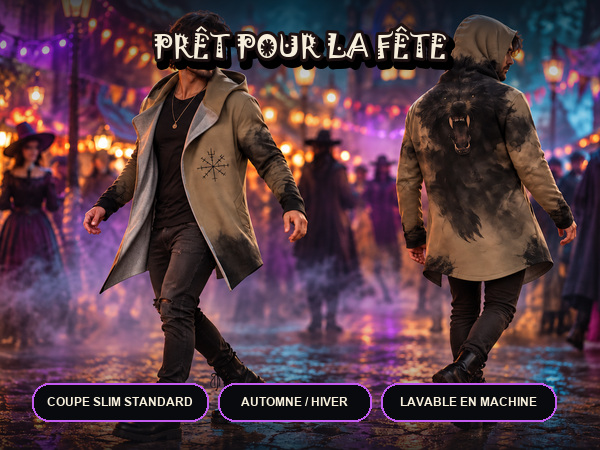 PRÊT POUR LA FÊTE
COUPE SLIM STANDARD
AUTOMNE / HIVER
LAVABLE EN MACHINE